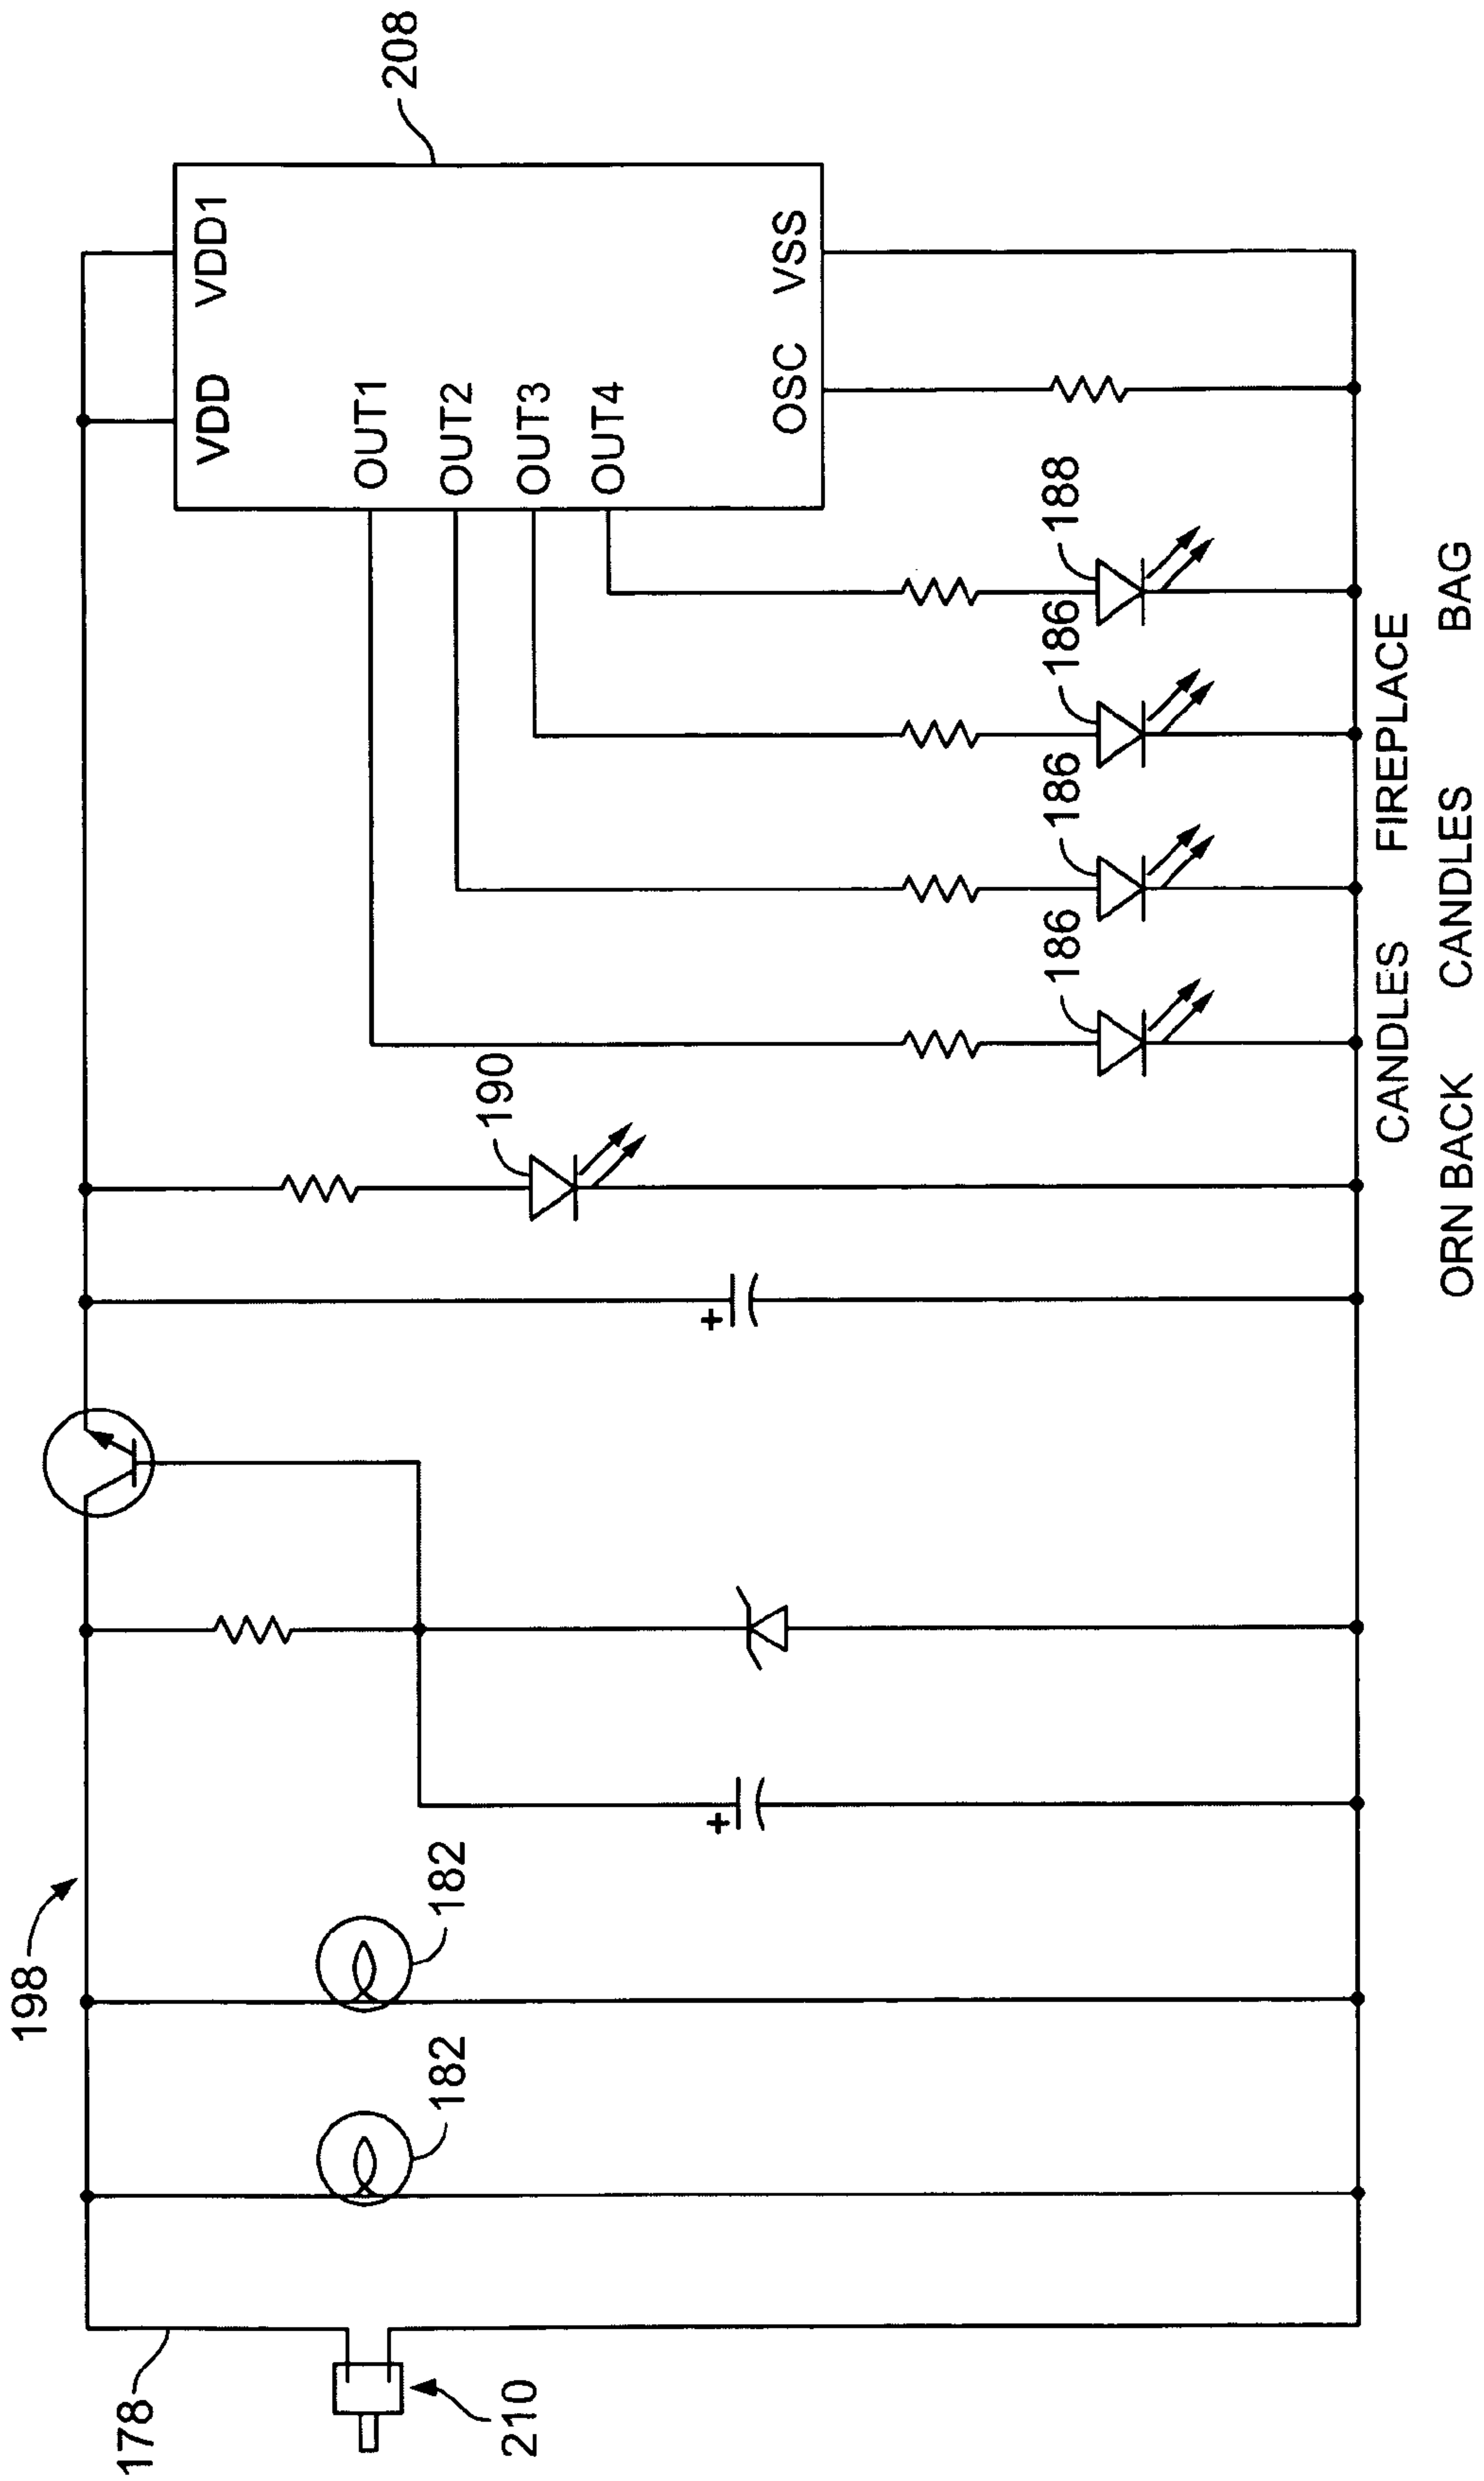 198
208
VDD VDD1
OUT1
OUT2
OUT3
OUT4
OSC VSS
178
210
182
182
+
+
190
186
186
186
188
CANDLES FIREPLACE
ORN BACK CANDLES BAG